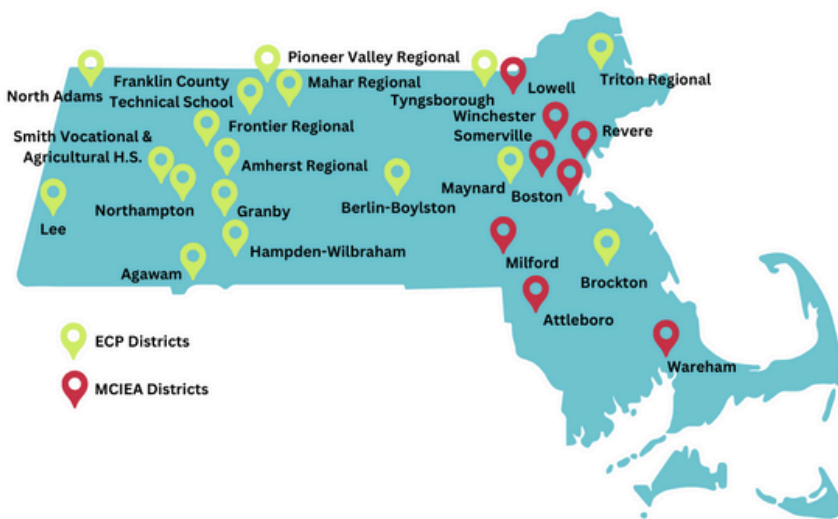 Pioneer Valley Regional
North Adams
Franklin County
Technical School
Mahar Regional
Tyngsborough
Lowell
Triton Regional
Winchester
Somerville
Revere
Smith Vocational &
Agricultural H.S.
Frontier Regional
Amherst Regional
Maynard
Boston
Northampton
Granby
Berlin-Boylston
Lee
Hampden-Wilbraham
Agawam
Milford
Brockton
Attleboro
Wareham
ECP Districts
MCIEA Districts